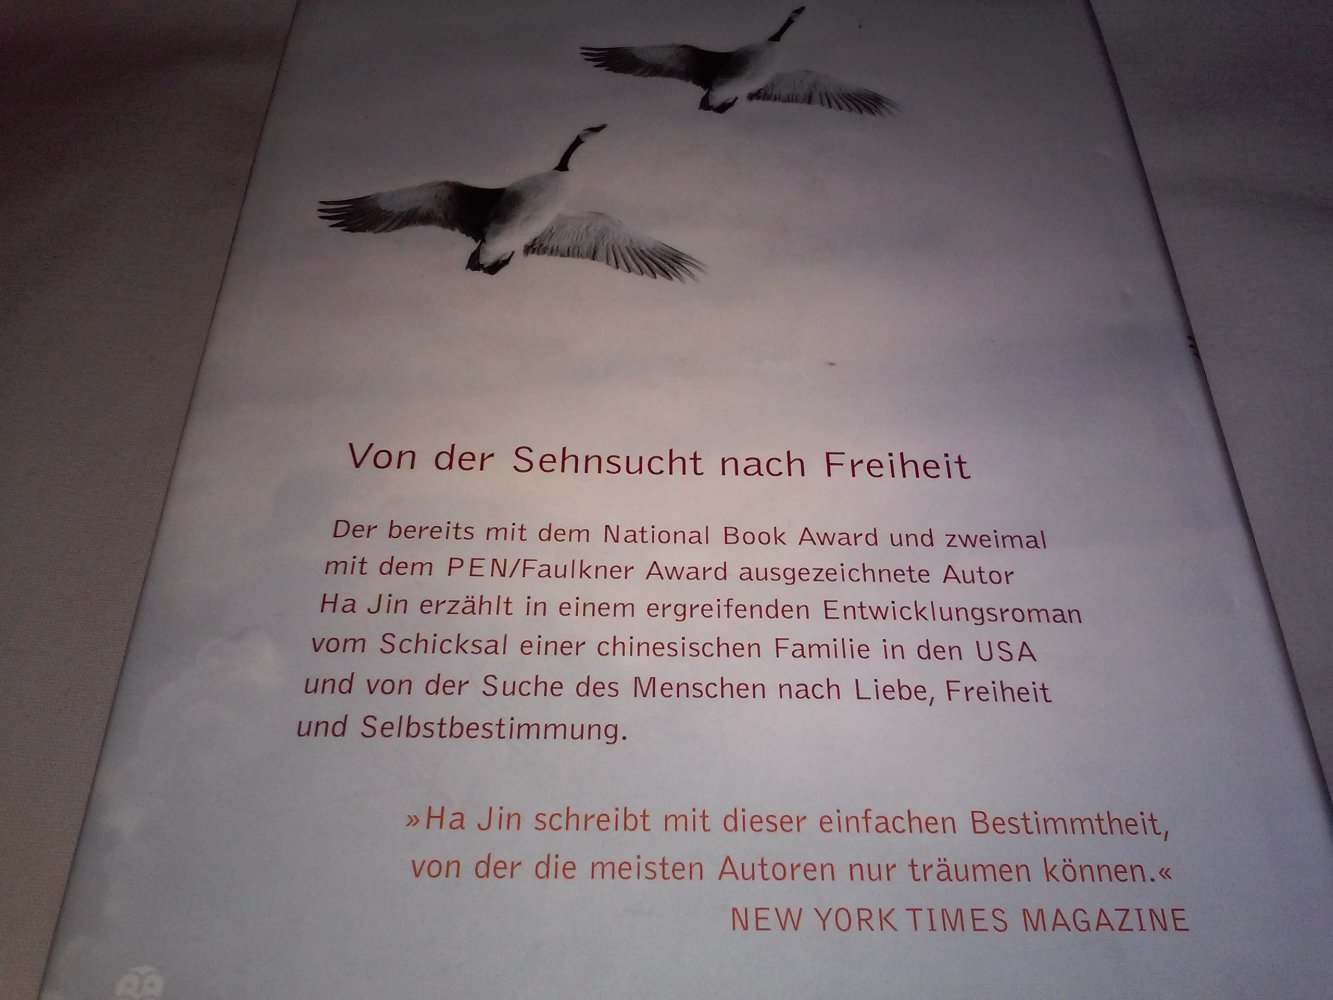 Von der Sehnsucht nach Freiheit
Der bereits mit dem National Book Award und zweimal
mit dem PEN/Faulkner Award ausgezeichnete Autor
Ha Jin erzählt in einem ergreifenden Entwicklungsroman
vom Schicksal einer chinesischen Familie in den USA
und von der Suche des Menschen nach Liebe, Freiheit
und Selbstbestimmung.
»Ha Jin schreibt mit dieser einfachen Bestimmtheit,
von der die meisten Autoren nur träumen können.«
NEW YORK TIMES MAGAZINE